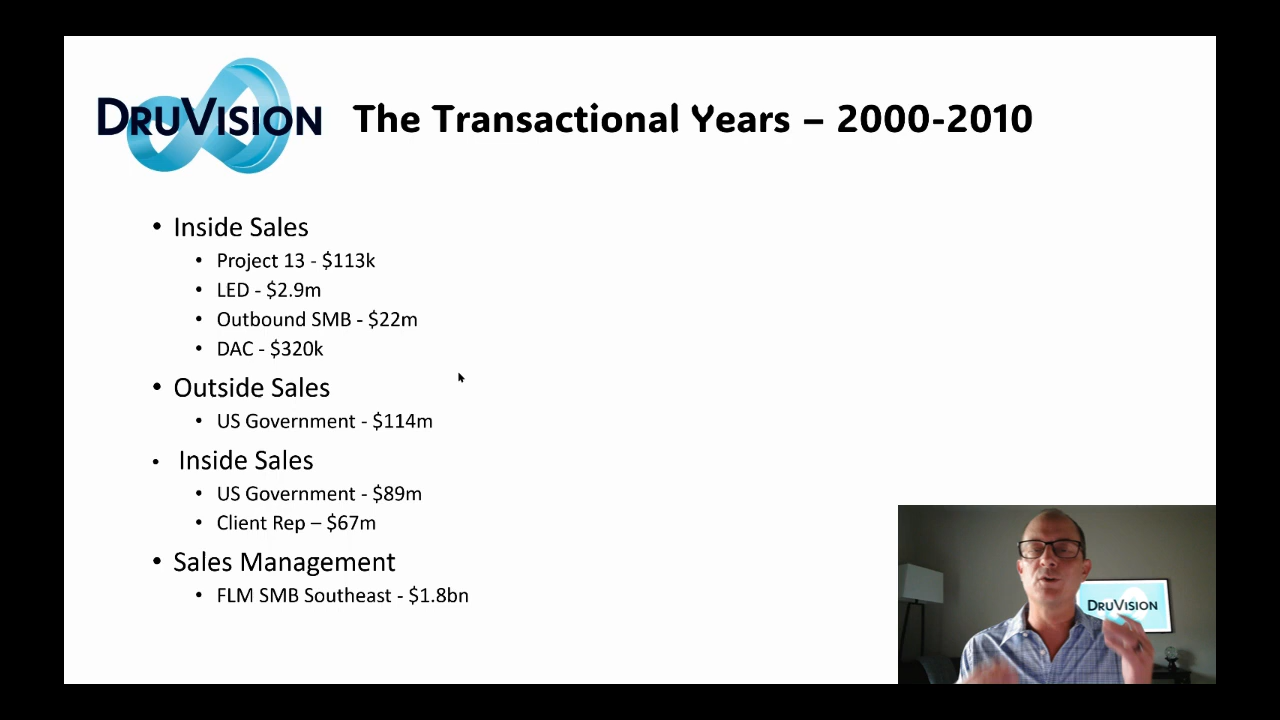 DRUVISION
The Transactional Years – 2000-2010
• Inside Sales
• Project 13 - $113k
• LED - $2.9m
• Outbound SMB - $22m
• DAC - $320k
• Outside Sales
• US Government - $114m
• Inside Sales
• US Government - $89m
• Client Rep – $67m
• Sales Management
• FLM SMB Southeast - $1.8bn
DRUVISION